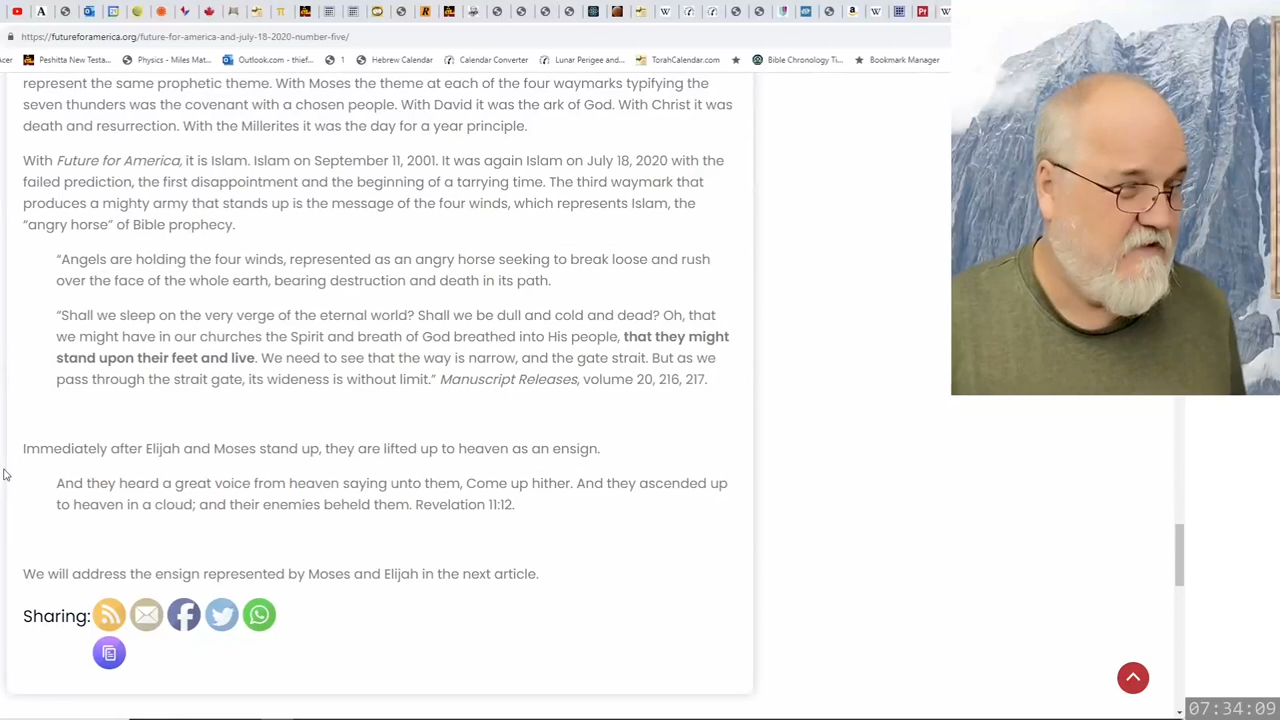 https://futureforamerica.org/future-for-america-and-july-18-2020-number-five/
Peshitta New Testa...
Physics - Miles Mat...
Outlook.com - thief...
1
Hebrew Calendar
Calendar Converter
Lunar Perigee and...
TorahCalendar.com
Bible Chronology Ti...
Bookmark Manager
represent the same prophetic theme. With Moses the theme at each of the four waymarks typifying the
seven thunders was the covenant with a chosen people. With David it was the ark of God. With Christ it was
death and resurrection. With the Millerites it was the day for a year principle.
With Future for America, it is Islam. Islam on September 11, 2001. It was again Islam on July 18, 2020 with the
failed prediction, the first disappointment and the beginning of a tarrying time. The third waymark that
produces a mighty army that stands up is the message of the four winds, which represents Islam, the
“angry horse” of Bible prophecy.
“Angels are holding the four winds, represented as an angry horse seeking to break loose and rush
over the face of the whole earth, bearing destruction and death in its path.
“Shall we sleep on the very verge of the eternal world? Shall we be dull and cold and dead? Oh, that
we might have in our churches the Spirit and breath of God breathed into His people, that they might
stand upon their feet and live. We need to see that the way is narrow, and the gate strait. But as we
pass through the strait gate, its wideness is without limit.” Manuscript Releases, volume 20, 216, 217.
Immediately after Elijah and Moses stand up, they are lifted up to heaven as an ensign.
And they heard a great voice from heaven saying unto them, Come up hither. And they ascended up
to heaven in a cloud; and their enemies beheld them. Revelation 11:12.
We will address the ensign represented by Moses and Elijah in the next article.
Sharing:
07:34:09